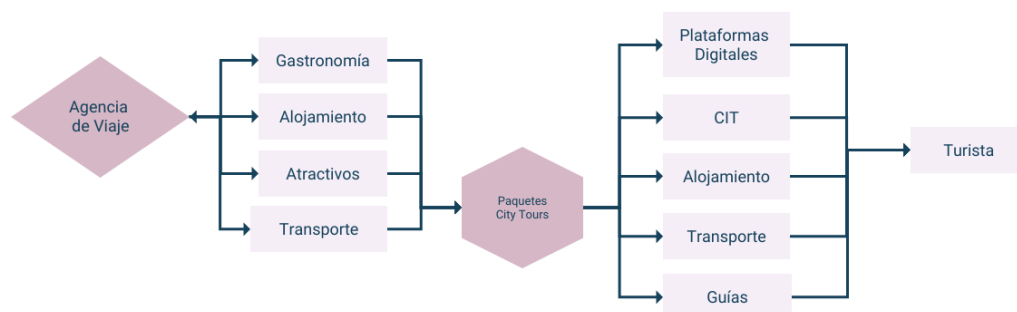 Agencia
de Viaje
Gastronomía
Alojamiento
Atractivos
Transporte
Paquetes
City Tours
Plataformas
Digitales
CIT
Alojamiento
Transporte
Guías
Turista